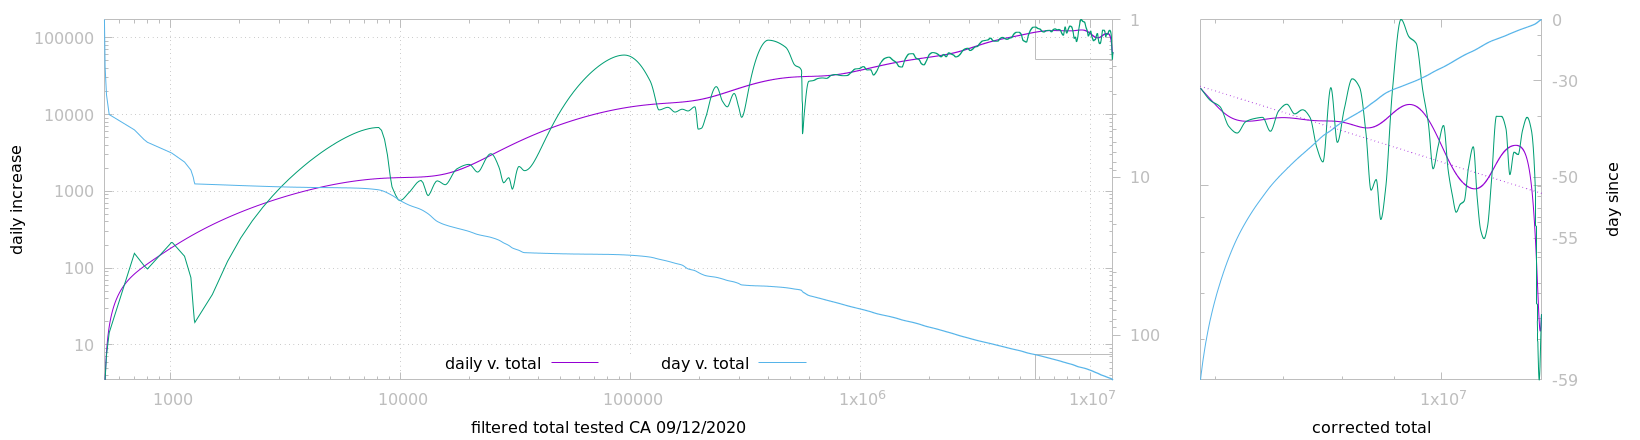 daily increase
100000
10000
1000
100
10
1000
10000
100000
1x10^6
1x10^7
1
10
100
daily v. total
day v. total
filtered total tested CA 09/12/2020
0
-30
-50
-55
-59
day since
1x10^7
corrected total